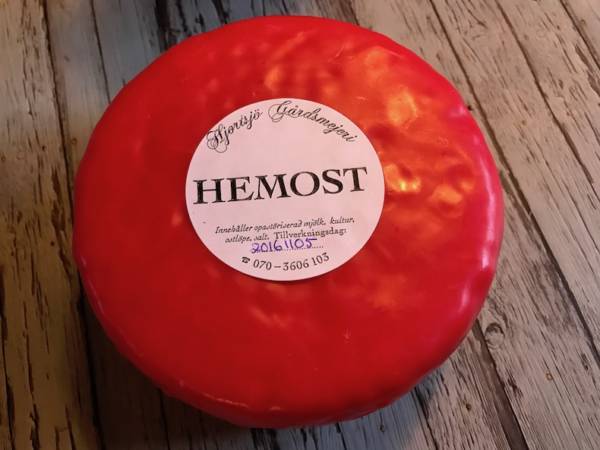 Hjortsjö Gårdsmejeri
HEMOST
Innehåller opastöriserad mjölk, kultur,
ostlöpe, salt. Tillverkningsdag:
20161105
☎ 070-3606 103